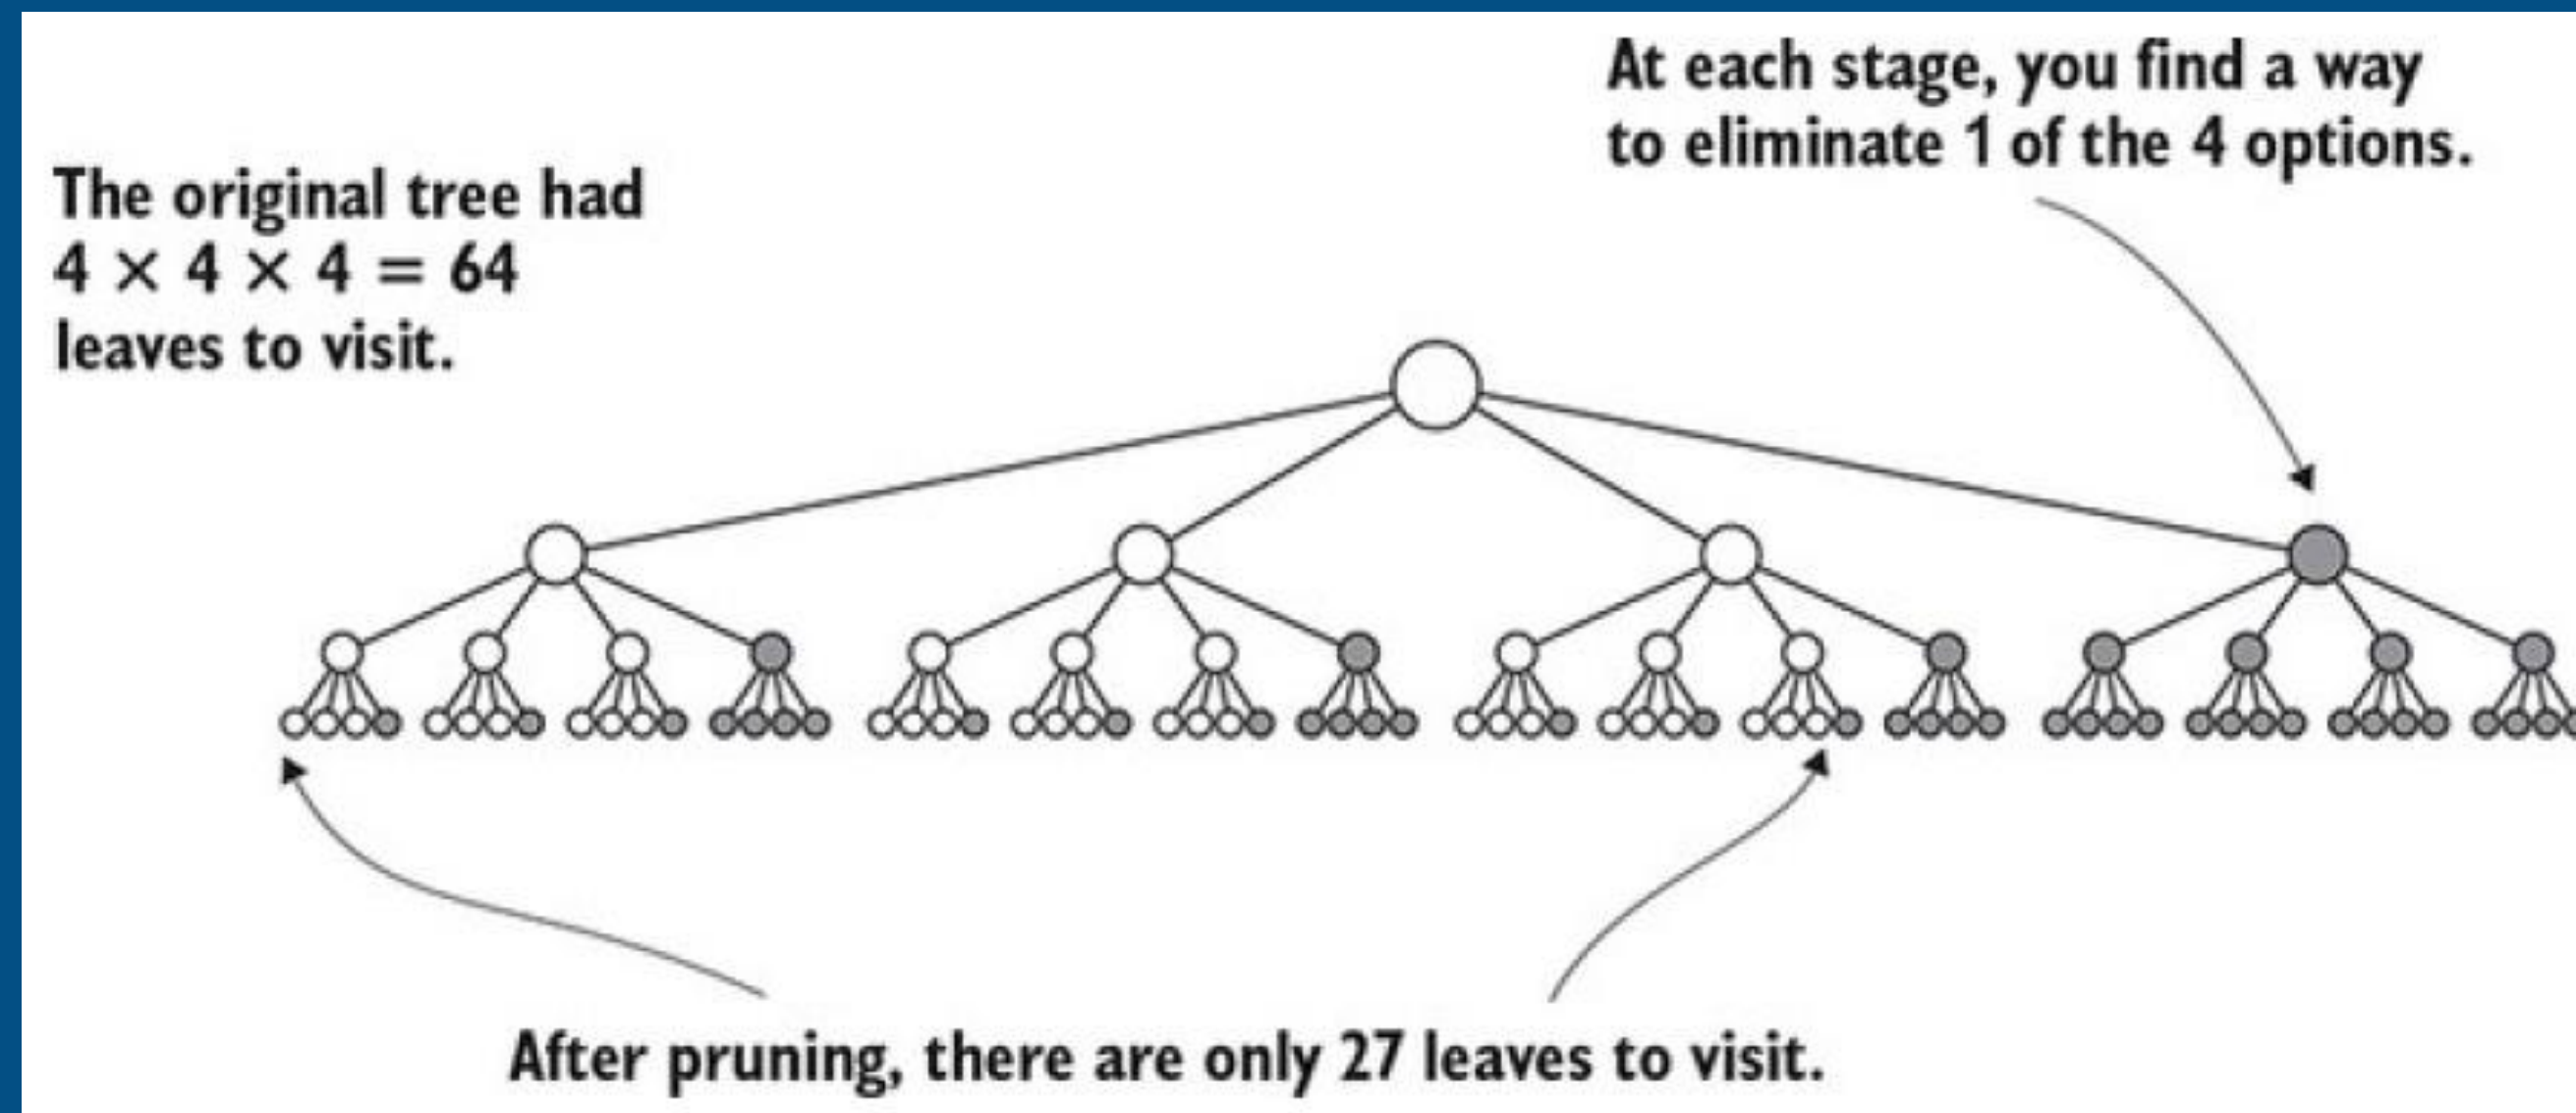 At each stage, you find a way
to eliminate 1 of the 4 options.
The original tree had
4 × 4 × 4 = 64
leaves to visit.
After pruning, there are only 27 leaves to visit.